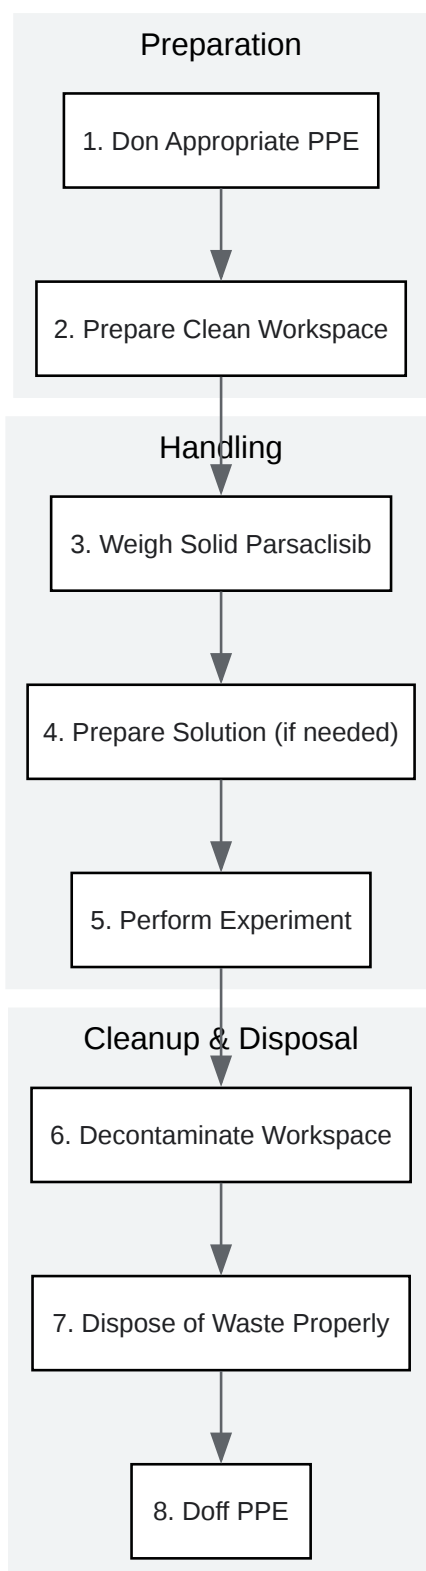 Preparation
1. Don Appropriate PPE
2. Prepare Clean Workspace
Handling
3. Weigh Solid Parsaclisib
4. Prepare Solution (if needed)
5. Perform Experiment
Cleanup & Disposal
6. Decontaminate Workspace
7. Dispose of Waste Properly
8. Doff PPE